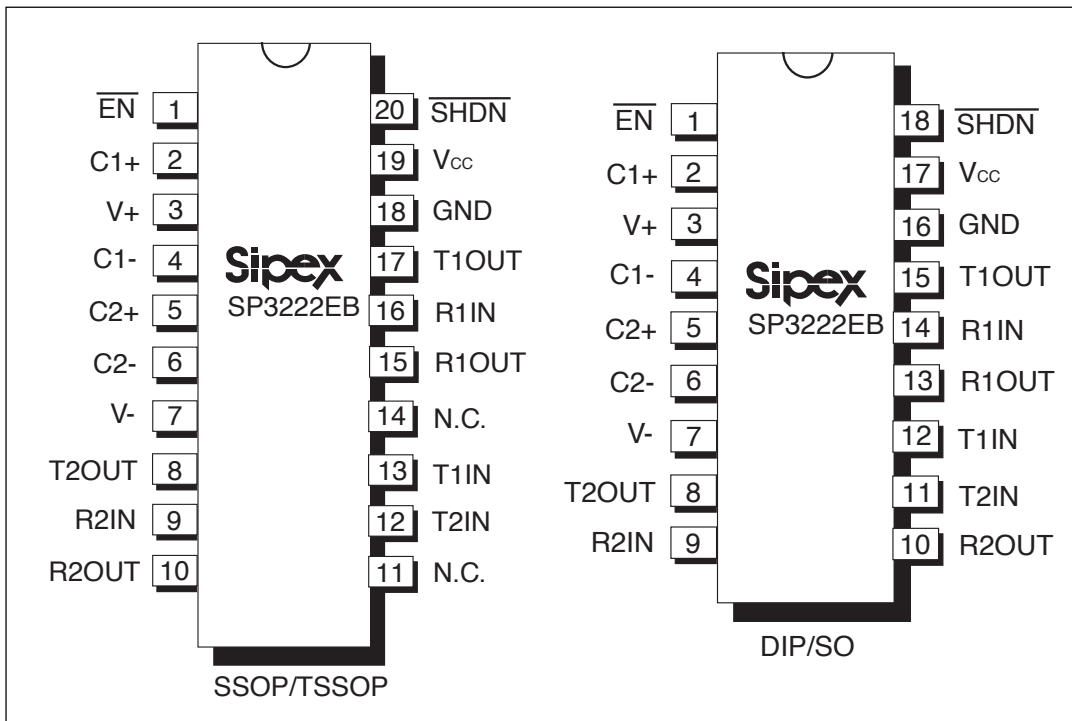 EN 1 20 SHDN
C1+ 2 19 VCC
V+ 3 18 GND
C1- 4 17 T1OUT
C2+ 5 16 R1IN
C2- 6 15 R1OUT
V- 7 14 N.C.
T2OUT 8 13 T1IN
R2IN 9 12 T2IN
R2OUT 10 11 N.C.
Sipex
SP3222EB
SSOP/TSSOP
EN 1 18 SHDN
C1+ 2 17 VCC
V+ 3 16 GND
C1- 4 15 T1OUT
C2+ 5 14 R1IN
C2- 6 13 R1OUT
V- 7 12 T1IN
T2OUT 8 11 T2IN
R2IN 9 10 R2OUT
Sipex
SP3222EB
DIP/SO